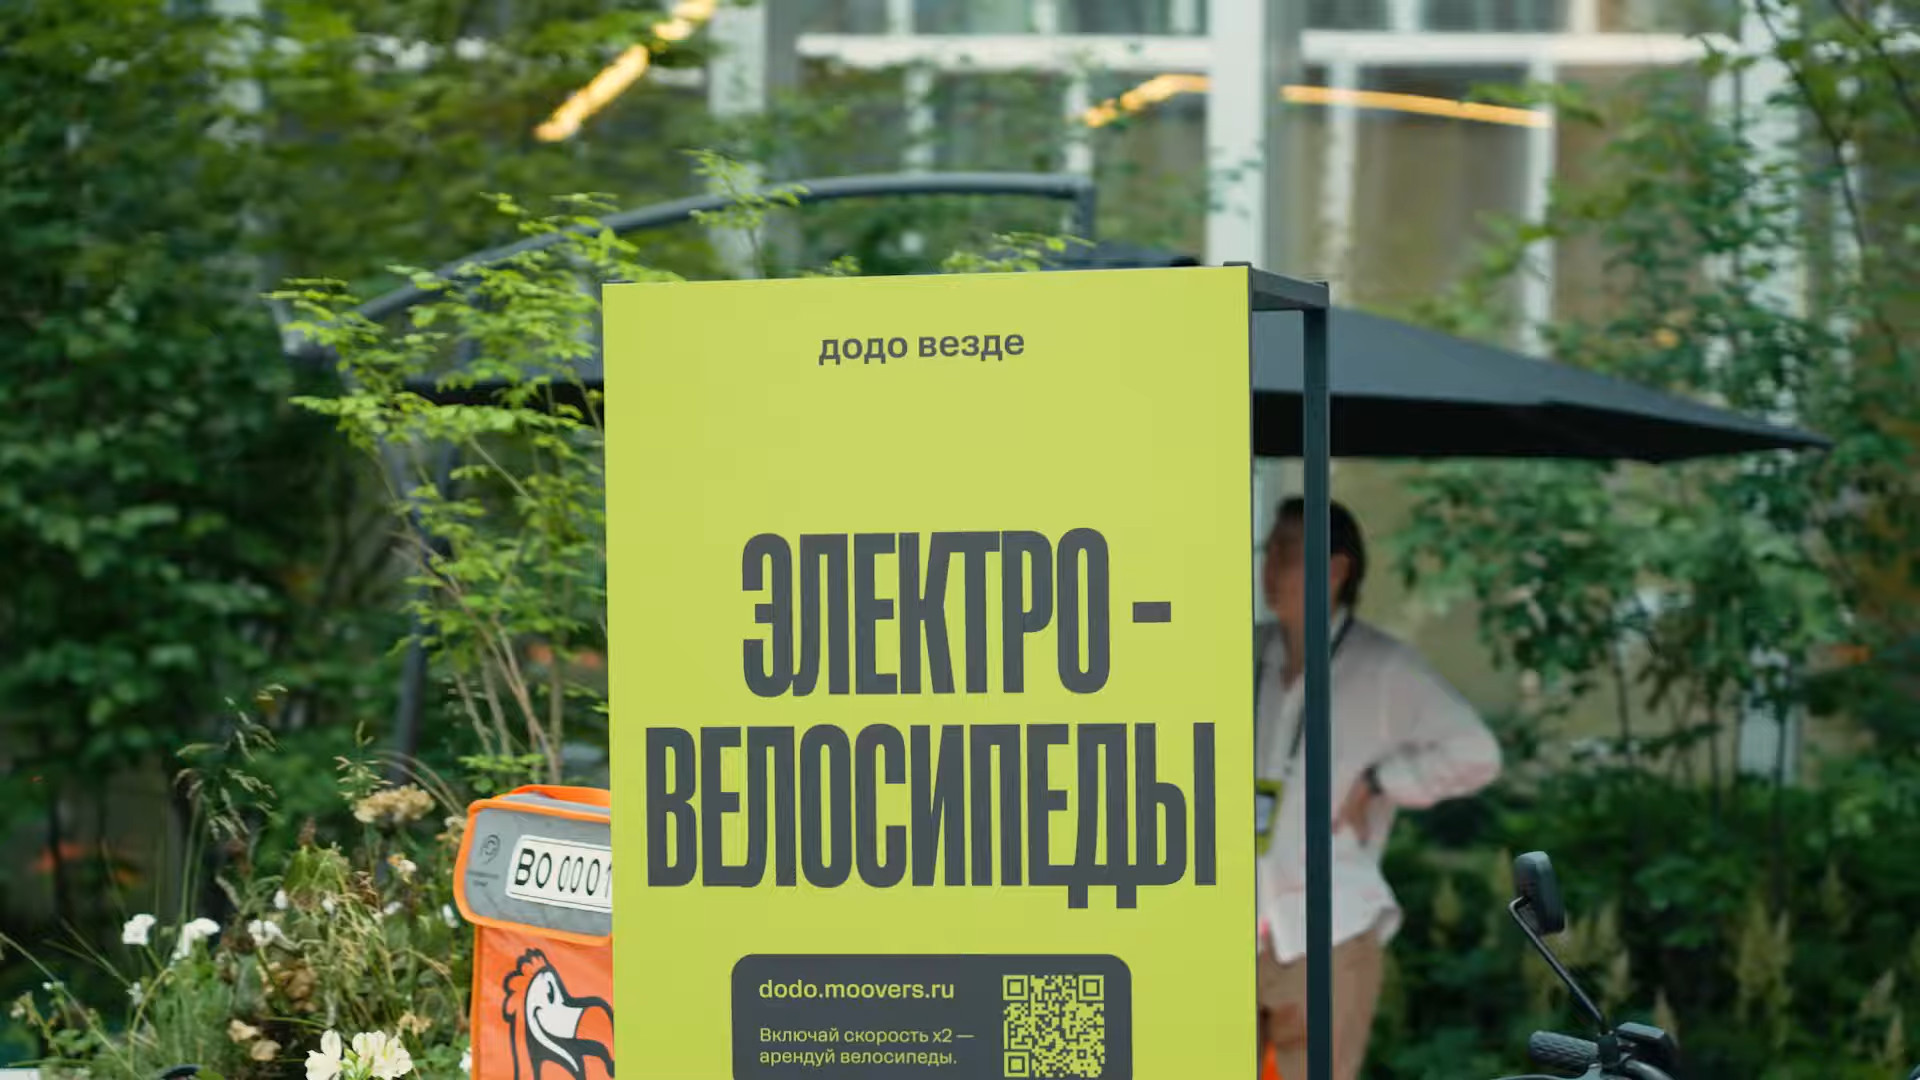 додо везде
ЭЛЕКТРО-
ВЕЛОСИПЕДЫ
ВО 0001
dodo.moovers.ru
Включай скорость x2 —
арендуй велосипеды.